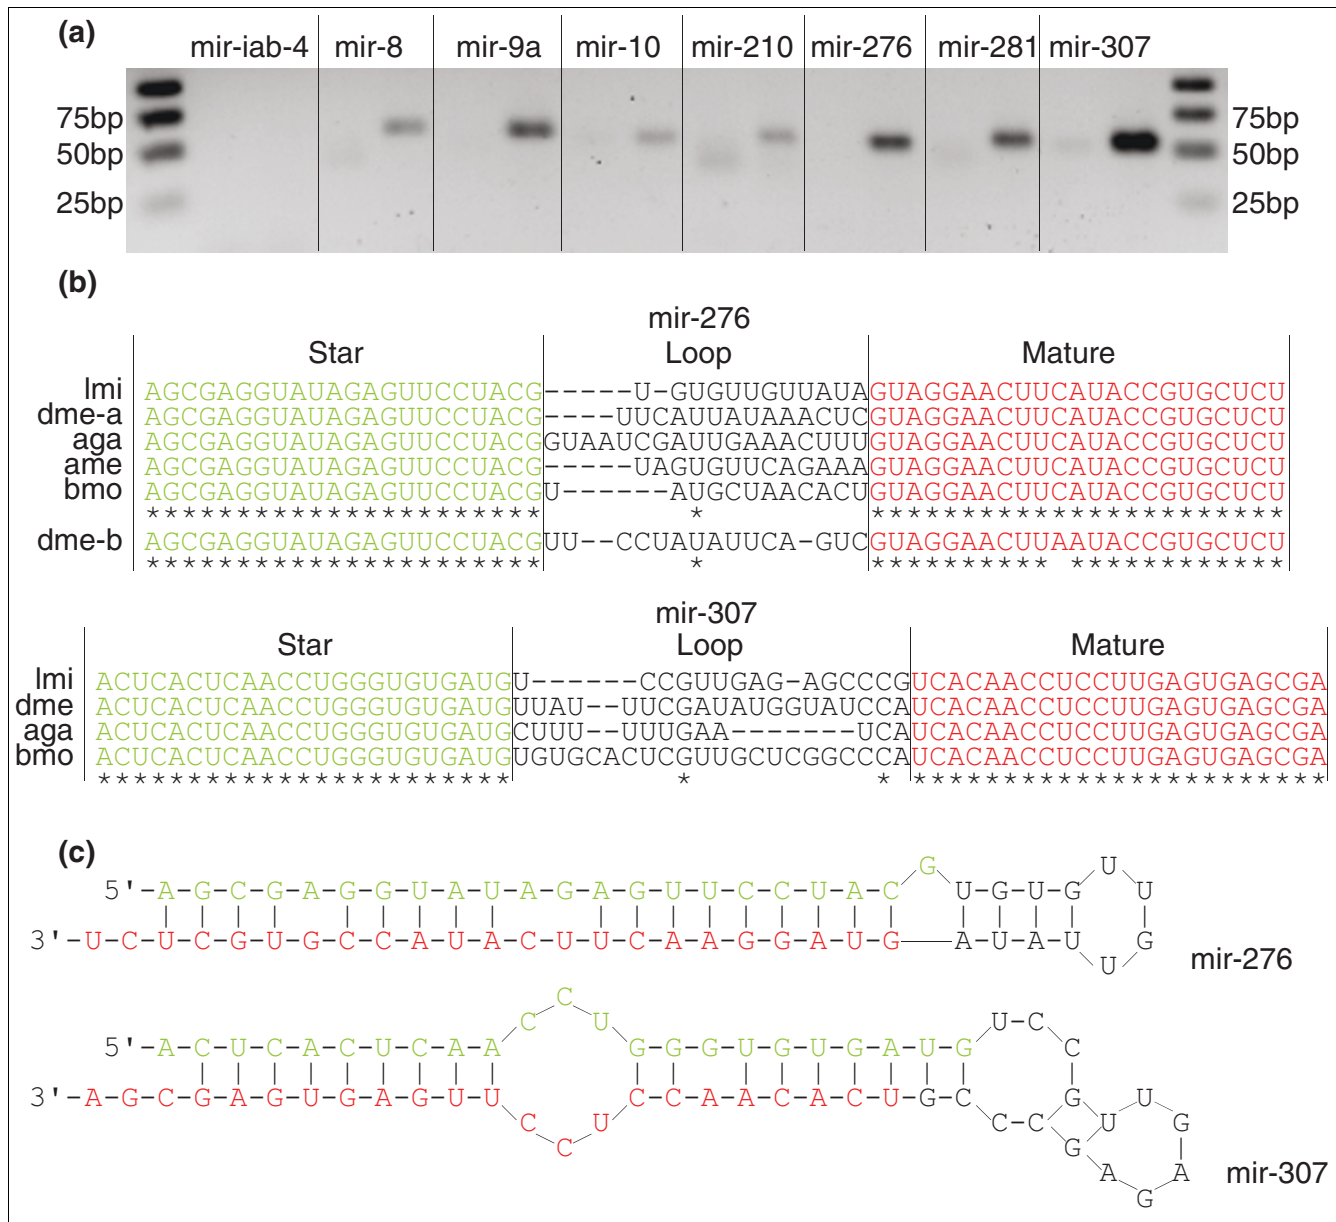 (a)
mir-iab-4 mir-8 mir-9a mir-10 mir-210 mir-276 mir-281 mir-307
75bp 75bp
50bp 50bp
25bp 25bp
(b)
mir-276
Star Loop Mature
lmi AGCGAGGUAUAGAGUUCCUACG-----U-GUGUUGUUAUAGUAGGAACUUCAUACCGUGCUCU
dme-a AGCGAGGUAUAGAGUUCCUACG----UUCAUUAUAAACUCGUAGGAACUUCAUACCGUGCUCU
aga AGCGAGGUAUAGAGUUCCUACGGUAAUCGAUUGAAACUUUGUAGGAACUUCAUACCGUGCUCU
ame AGCGAGGUAUAGAGUUCCUACG-----UAGUGUUCAGAAAGUAGGAACUUCAUACCGUGCUCU
bmo AGCGAGGUAUAGAGUUCCUACGU------AUGCUAACACUGUAGGAACUUCAUACCGUGCUCU
********************** * ***********************
dme-b AGCGAGGUAUAGAGUUCCUACGUU--CCUAUAUUCA-GUCGUAGGAACUUAAUACCGUGCUCU
********************** * ********** ************
mir-307
Star Loop Mature
lmi ACUCACUCAACCUGGGUGUGAUGU------CCGUUGAG-AGCCCGUCACAACCUCCUUGAGUGAGCGA
dme ACUCACUCAACCUGGGUGUGAUGUUAU--UUCGAUAUGGUAUCCAUCACAACCUCCUUGAGUGAGCGA
aga ACUCACUCAACCUGGGUGUGAUGCUUU--UUUGAA-------UCAUCACAACCUCCUUGAGUGAGCGA
bmo ACUCACUCAACCUGGGUGUGAUGUGUGCACUCGUUGCUCGGCCCAUCACAACCUCCUUGAGUGAGCGA
*********************** * * ***********************
(c)
5'-A-G-C-G-A-G-G-U-A-U-A-G-A-G-U-U-C-C-U-A-C G U-G-U-G U U G
3'-U-C-U-C-G-U-G-C-C-A-U-A-C-U-U-C-A-A-G-G-A-U-G—A-U-A-U U
mir-276
5'-A-C-U-C-A-C-U-C-A-A C C U G-G-G-U-G-U-G-A-U-G U-C C G U U G A
3'-A-G-C-G-A-G-U-G-A-G-U-U C C U C-C-A-A-C-A-C-U-G-C-C C G A G
mir-307